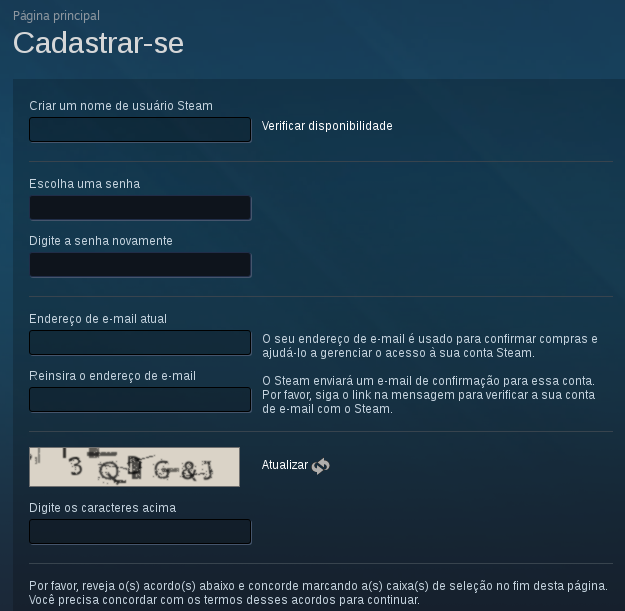 Página principal
Cadastrar-se
Criar um nome de usuário Steam
Verificar disponibilidade
Escolha uma senha
Digite a senha novamente
Endereço de e-mail atual
O seu endereço de e-mail é usado para confirmar compras e
ajudá-lo a gerenciar o acesso à sua conta Steam.
Reinsira o endereço de e-mail
O Steam enviará um e-mail de confirmação para essa conta.
Por favor, siga o link na mensagem para verificar a sua conta
de e-mail com o Steam.
Atualizar
Digite os caracteres acima
Por favor, reveja o(s) acordo(s) abaixo e concorde marcando a(s) caixa(s) de seleção no fim desta página.
Você precisa concordar com os termos desses acordos para continuar.